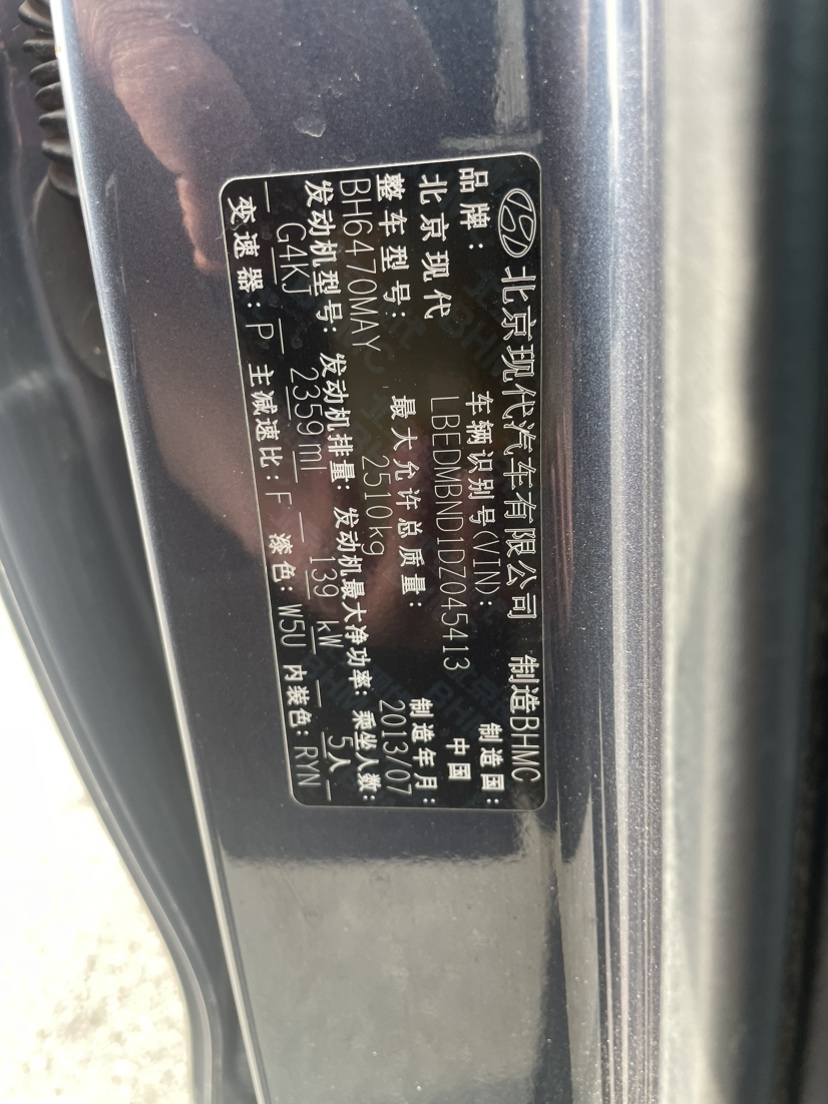 北京现代汽车有限公司 制造BHMC
品牌： 车辆识别号(VIN)： 制造国：
北京现代 LBEDMBND1DZ045413 中国
整车型号： 最大允许总质量： 制造年月：
BH6470MAY 2510kg 2013/07
发动机型号： 发动机排量： 发动机最大净功率： 乘坐人数：
G4KJ 2359ml 139 kW 5人
变速器：P 主减速比：F 漆色：W5U 内装色：RYN